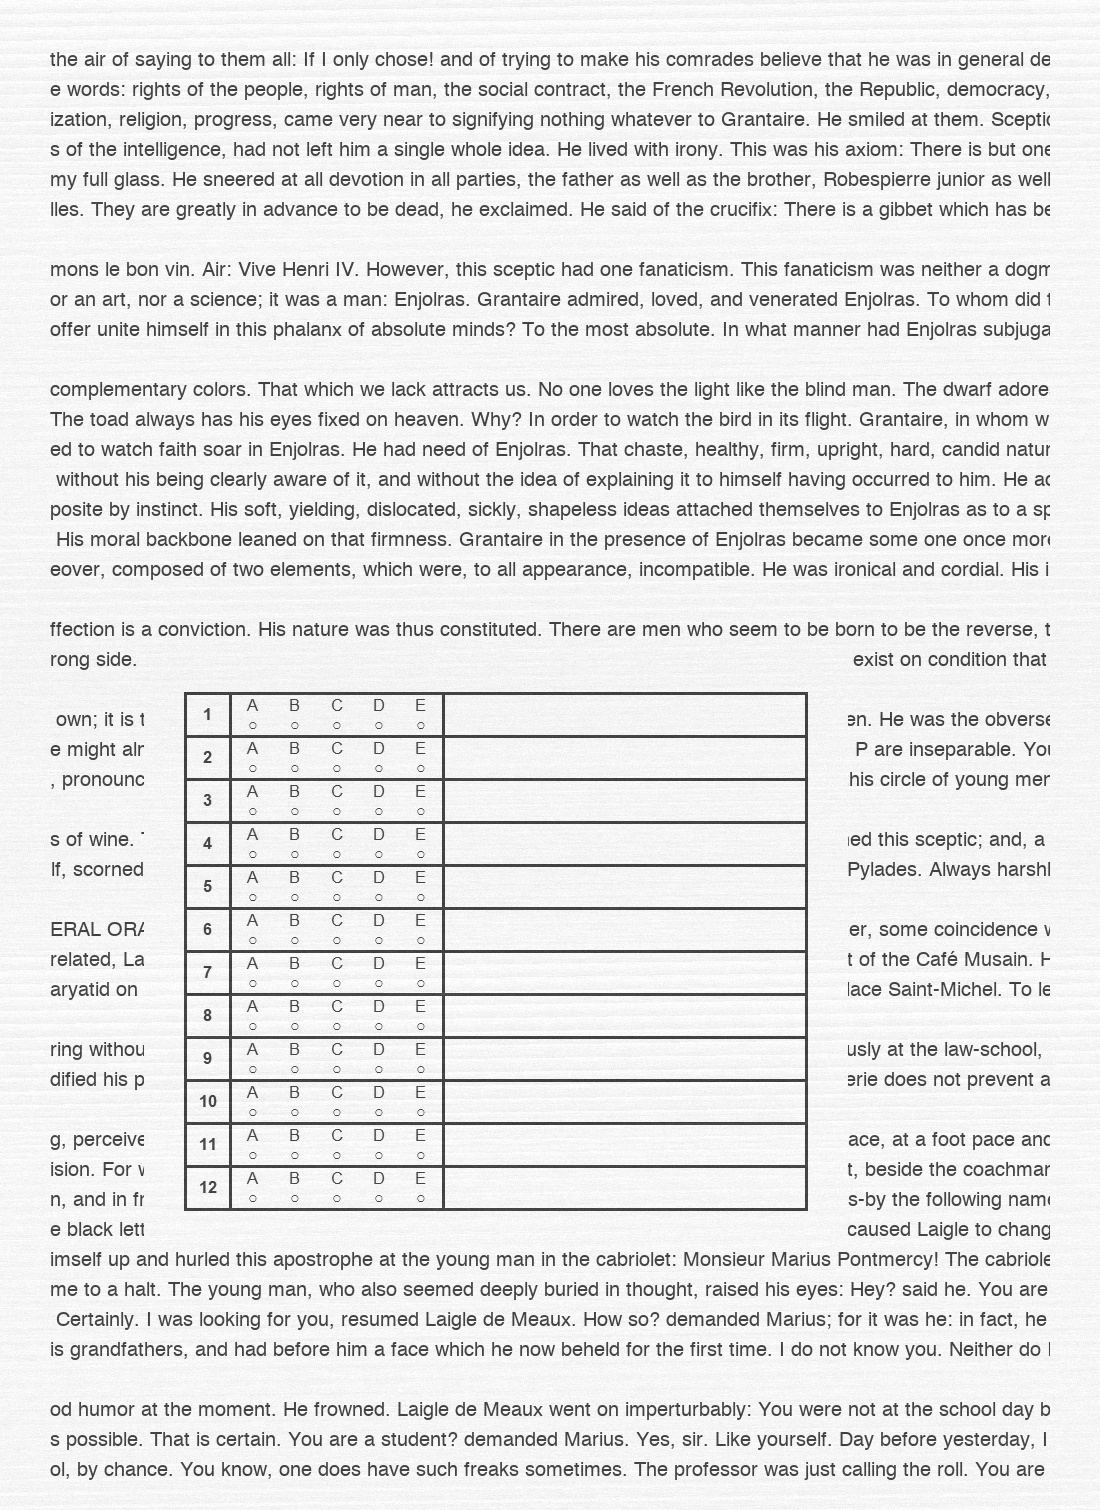 the air of saying to them all: If I only chose! and of trying to make his comrades believe that he was in general de
e words: rights of the people, rights of man, the social contract, the French Revolution, the Republic, democracy,
ization, religion, progress, came very near to signifying nothing whatever to Grantaire. He smiled at them. Sceptic
s of the intelligence, had not left him a single whole idea. He lived with irony. This was his axiom: There is but one
my full glass. He sneered at all devotion in all parties, the father as well as the brother, Robespierre junior as well
lles. They are greatly in advance to be dead, he exclaimed. He said of the crucifix: There is a gibbet which has be
mons le bon vin. Air: Vive Henri IV. However, this sceptic had one fanaticism. This fanaticism was neither a dogm
or an art, nor a science; it was a man: Enjolras. Grantaire admired, loved, and venerated Enjolras. To whom did
offer unite himself in this phalanx of absolute minds? To the most absolute. In what manner had Enjolras subjuga
complementary colors. That which we lack attracts us. No one loves the light like the blind man. The dwarf adore
The toad always has his eyes fixed on heaven. Why? In order to watch the bird in its flight. Grantaire, in whom w
ed to watch faith soar in Enjolras. He had need of Enjolras. That chaste, healthy, firm, upright, hard, candid natur
without his being clearly aware of it, and without the idea of explaining it to himself having occurred to him. He ad
posite by instinct. His soft, yielding, dislocated, sickly, shapeless ideas attached themselves to Enjolras as to a sp
His moral backbone leaned on that firmness. Grantaire in the presence of Enjolras became some one once more
eover, composed of two elements, which were, to all appearance, incompatible. He was ironical and cordial. His i
ffection is a conviction. His nature was thus constituted. There are men who seem to be born to be the reverse, t
rong side. exist on condition that
1 A B C D E
own; it is t en. He was the obverse
2 A B C D E
e might alr P are inseparable. You
, pronounc his circle of young men
3 A B C D E
4 A B C D E
s of wine. ned this sceptic; and, a
lf, scorned Pylades. Always harshl
5 A B C D E
6 A B C D E
ERAL ORA er, some coincidence w
related, La t of the Café Musain. H
7 A B C D E
aryatid on lace Saint-Michel. To le
8 A B C D E
ring withou usly at the law-school,
9 A B C D E
dified his p erie does not prevent a
10 A B C D E
11 A B C D E
g, perceive ace, at a foot pace and
ision. For w t, beside the coachman
12 A B C D E
n, and in fr s-by the following name
e black lett caused Laigle to chang
imself up and hurled this apostrophe at the young man in the cabriolet: Monsieur Marius Pontmercy! The cabriole
me to a halt. The young man, who also seemed deeply buried in thought, raised his eyes: Hey? said he. You are
Certainly. I was looking for you, resumed Laigle de Meaux. How so? demanded Marius; for it was he: in fact, he
is grandfathers, and had before him a face which he now beheld for the first time. I do not know you. Neither do I
od humor at the moment. He frowned. Laigle de Meaux went on imperturbably: You were not at the school day b
s possible. That is certain. You are a student? demanded Marius. Yes, sir. Like yourself. Day before yesterday, I
ol, by chance. You know, one does have such freaks sometimes. The professor was just calling the roll. You are